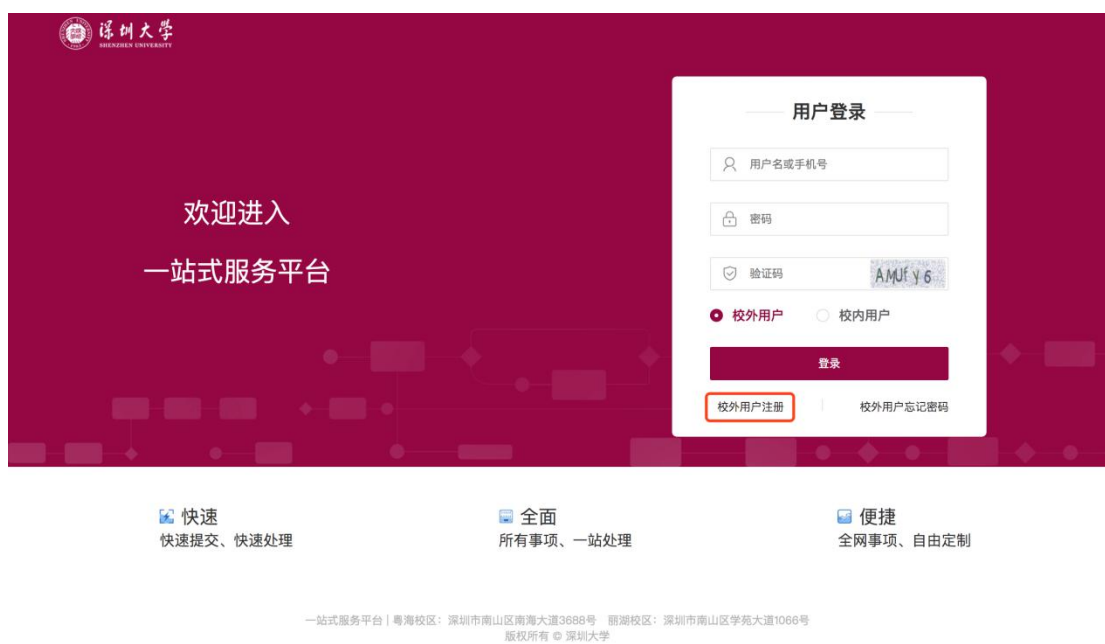 深圳大学
SHENZHEN UNIVERSITY
用户登录
用户名或手机号
密码
验证码 AMUfy6
校外用户 校内用户
登录
校外用户注册 校外用户忘记密码
欢迎进入
一站式服务平台
快速
快速提交、快速处理
全面
所有事项、一站处理
便捷
全网事项、自由定制
一站式服务平台 | 粤海校区：深圳市南山区南海大道3688号 丽湖校区：深圳市南山区学苑大道1066号
版权所有 © 深圳大学